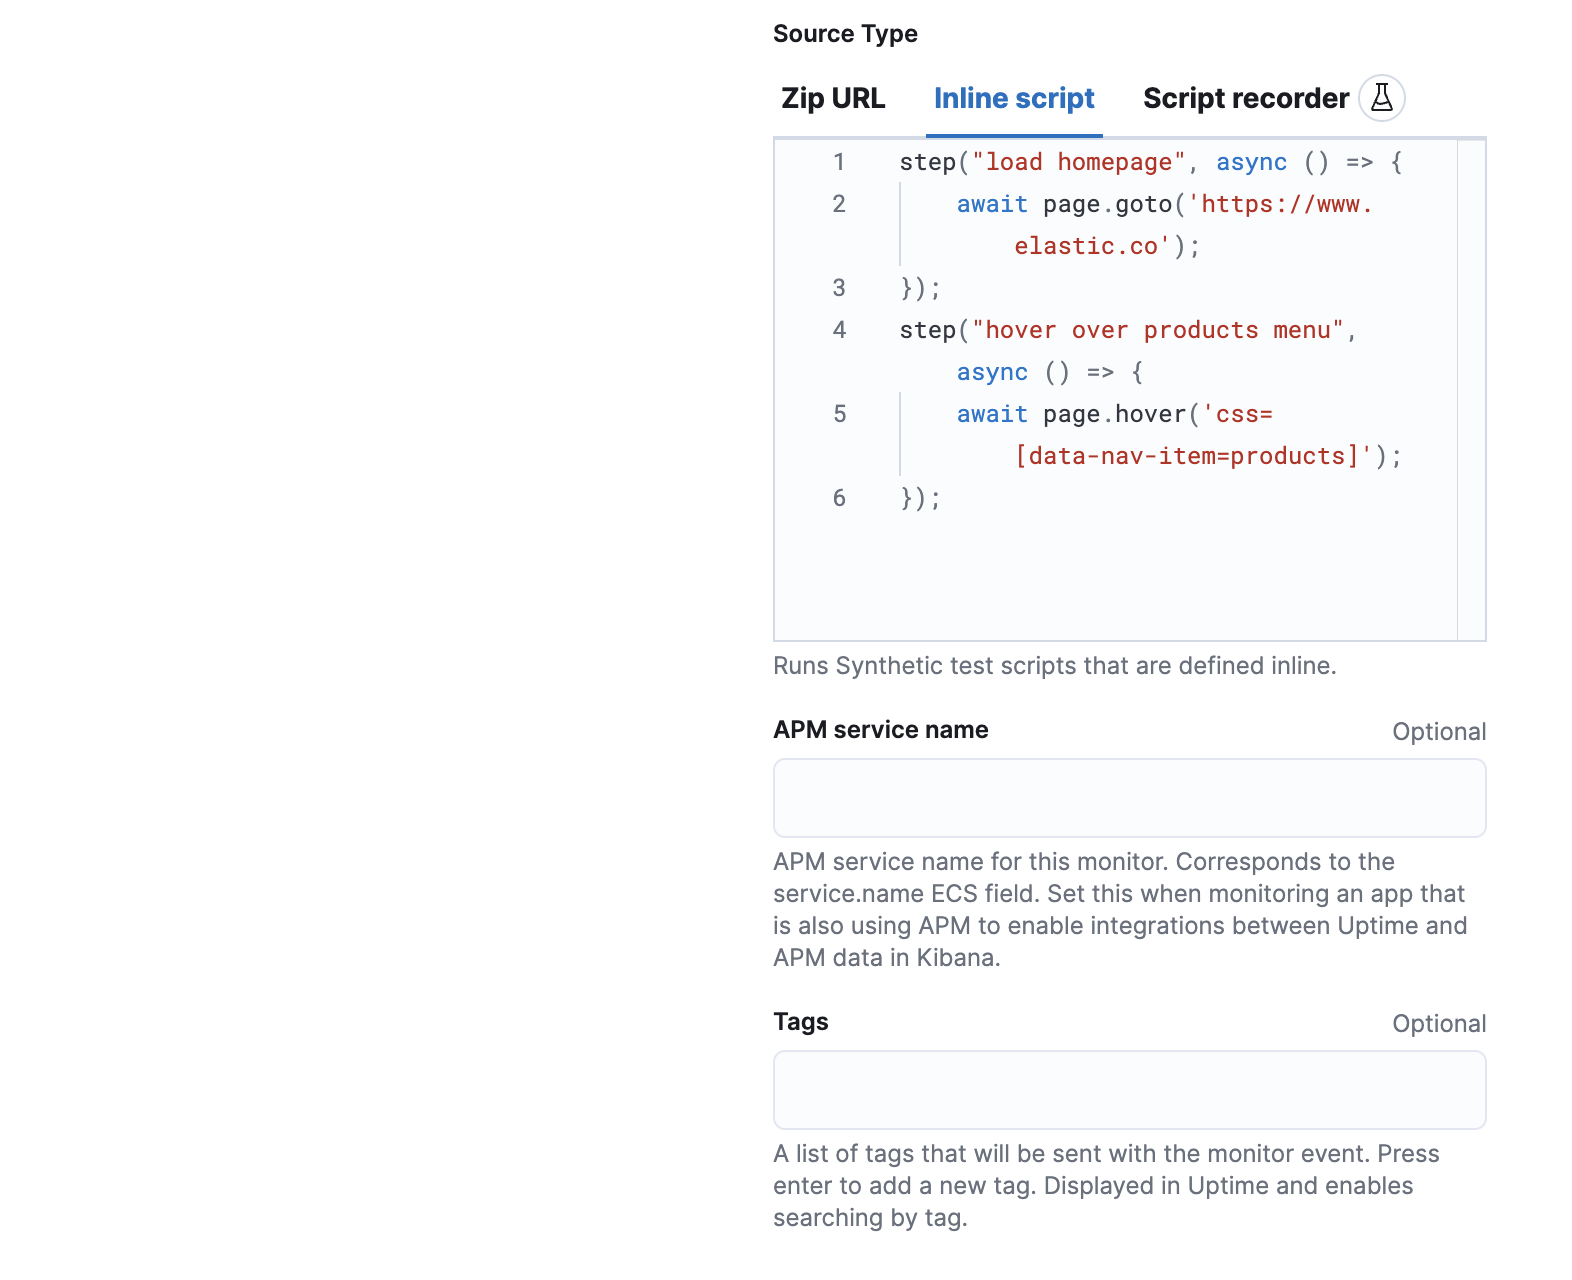 Source Type
Zip URL Inline script Script recorder
1 step("load homepage", async () => {
2 await page.goto('https://www.
elastic.co');
3 });
4 step("hover over products menu",
async () => {
5 await page.hover('css=
[data-nav-item=products]');
6 });
Runs Synthetic test scripts that are defined inline.
APM service name Optional
APM service name for this monitor. Corresponds to the
service.name ECS field. Set this when monitoring an app that
is also using APM to enable integrations between Uptime and
APM data in Kibana.
Tags Optional
A list of tags that will be sent with the monitor event. Press
enter to add a new tag. Displayed in Uptime and enables
searching by tag.